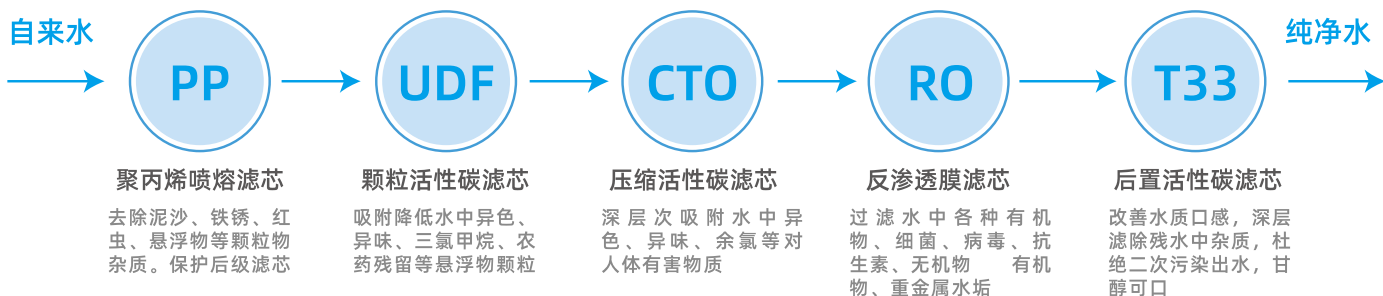 自来水
纯净水
PP
UDF
CTO
RO
T33
聚丙烯喷熔滤芯
去除泥沙、铁锈、红
虫、悬浮物等颗粒物
杂质。保护后级滤芯
颗粒活性碳滤芯
吸附降低水中异色、
异味、三氯甲烷、农
药残留等悬浮物颗粒
压缩活性碳滤芯
深层次吸附水中异
色、异味、余氯等对
人体有害物质
反渗透膜滤芯
过滤水中各种有机
物、细菌、病毒、抗
生素、无机物 有机
物、重金属水垢
后置活性碳滤芯
改善水质口感，深层
滤除残水中杂质，杜
绝二次污染出水，甘
醇可口